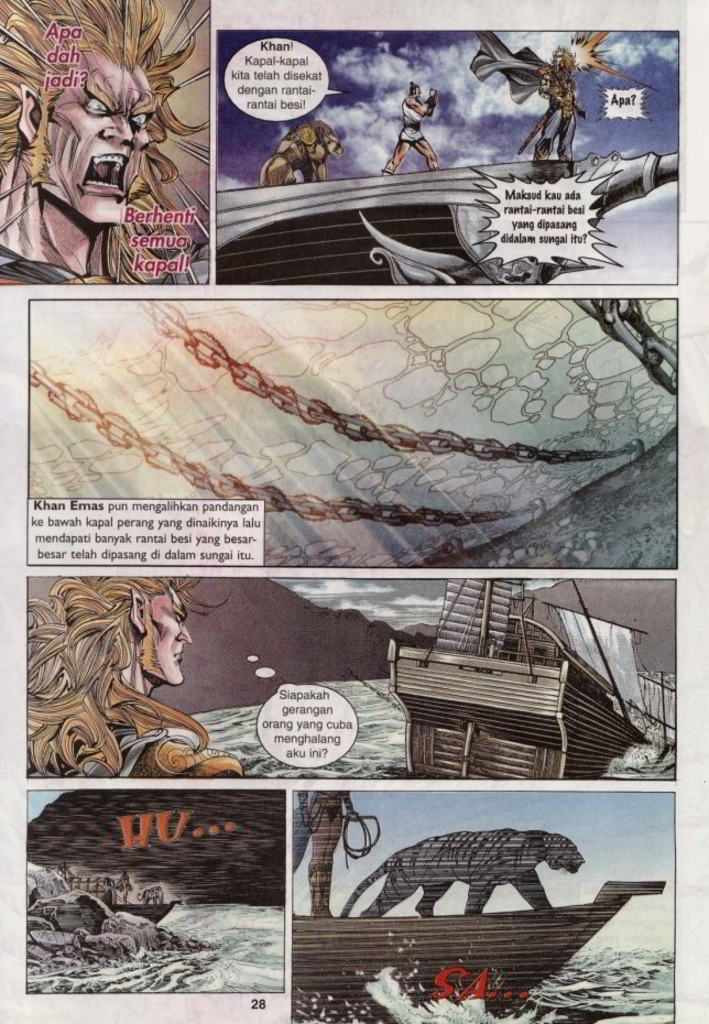 Apa
dah
jadi?
Berhenti
semua
kapal!
Khan!
Kapal-kapal
kita telah disekat
dengan rantai-
rantai besi!
Apa?
Maksud kau ada
rantai-rantai besi
yang dipasang
didalam sungai itu?
Khan Emas pun mengalihkan pandangan
ke bawah kapal perang yang dinaikinya lalu
mendapati banyak rantai besi yang besar-
besar telah dipasang di dalam sungai itu.
Siapakah
gerangan
orang yang cuba
menghalang
aku ini?
HU...
SA...
28